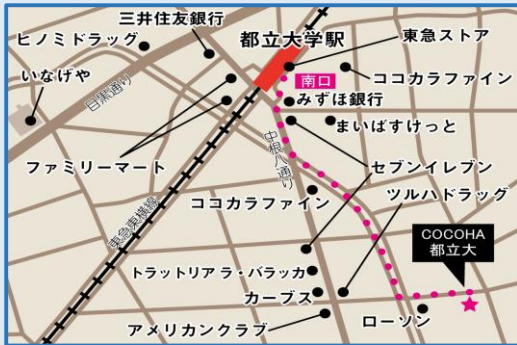 三井住友銀行
ヒノミドラッグ
都立大学駅
東急ストア
いなげや
目黒通り
南口
ココカラファイン
みずほ銀行
まいばすけっと
ファミリーマート
中根八通り
セブンイレブン
東急東横線
ココカラファイン
ツルハドラッグ
COCOHA
都立大
トラットリア ラ・バラッカ
カーブス
アメリカンクラブ
ローソン